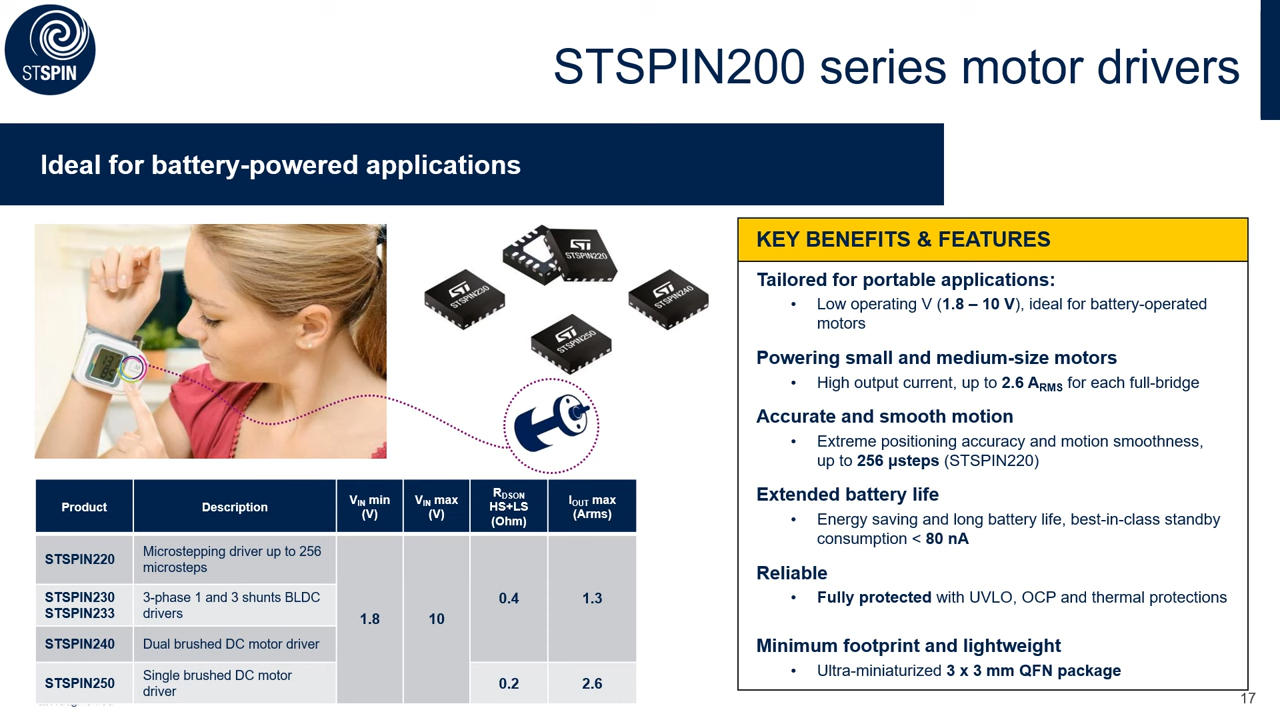 STSPIN
STSPIN200 series motor drivers
Ideal for battery-powered applications
STSPIN220
STSPIN230
STSPIN240
STSPIN250
KEY BENEFITS & FEATURES
Tailored for portable applications:
• Low operating V (1.8 – 10 V), ideal for battery-operated
motors
Powering small and medium-size motors
• High output current, up to 2.6 ARMS for each full-bridge
Accurate and smooth motion
• Extreme positioning accuracy and motion smoothness,
up to 256 µsteps (STSPIN220)
Extended battery life
• Energy saving and long battery life, best-in-class standby
consumption < 80 nA
Reliable
• Fully protected with UVLO, OCP and thermal protections
Minimum footprint and lightweight
• Ultra-miniaturized 3 x 3 mm QFN package
Product
Description
VIN min
(V)
VIN max
(V)
RDSON
HS+LS
(Ohm)
IOUT max
(Arms)
STSPIN220
Microstepping driver up to 256
microsteps
STSPIN230
STSPIN233
3-phase 1 and 3 shunts BLDC
drivers
STSPIN240
Dual brushed DC motor driver
STSPIN250
Single brushed DC motor
driver
1.8
10
0.4
1.3
0.2
2.6
17